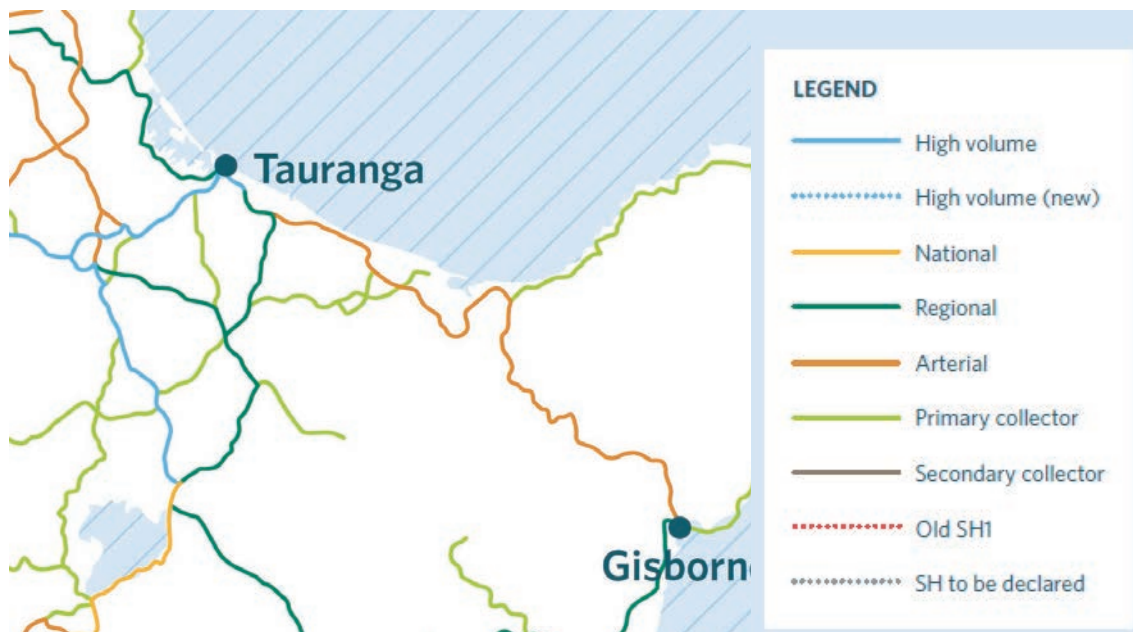 Tauranga
Gisborn
LEGEND
High volume
High volume (new)
National
Regional
Arterial
Primary collector
Secondary collector
Old SH1
SH to be declared